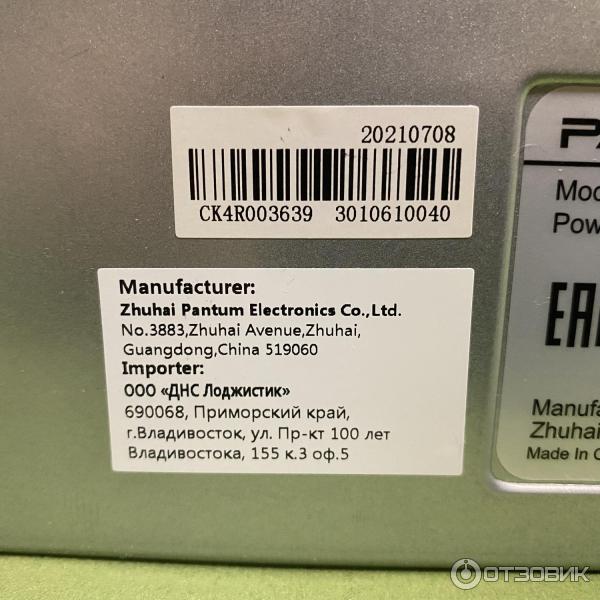 20210708
CK4R003639 3010610040
Manufacturer:
Zhuhai Pantum Electronics Co.,Ltd.
No.3883,Zhuhai Avenue,Zhuhai,
Guangdong,China 519060
Importer:
ООО «ДНС Лоджистик»
690068, Приморский край,
г.Владивосток, ул. Пр-кт 100 лет
Владивостока, 155 к.3 оф.5
EAC
Zhuhai
Made In
ОТЗОВИК